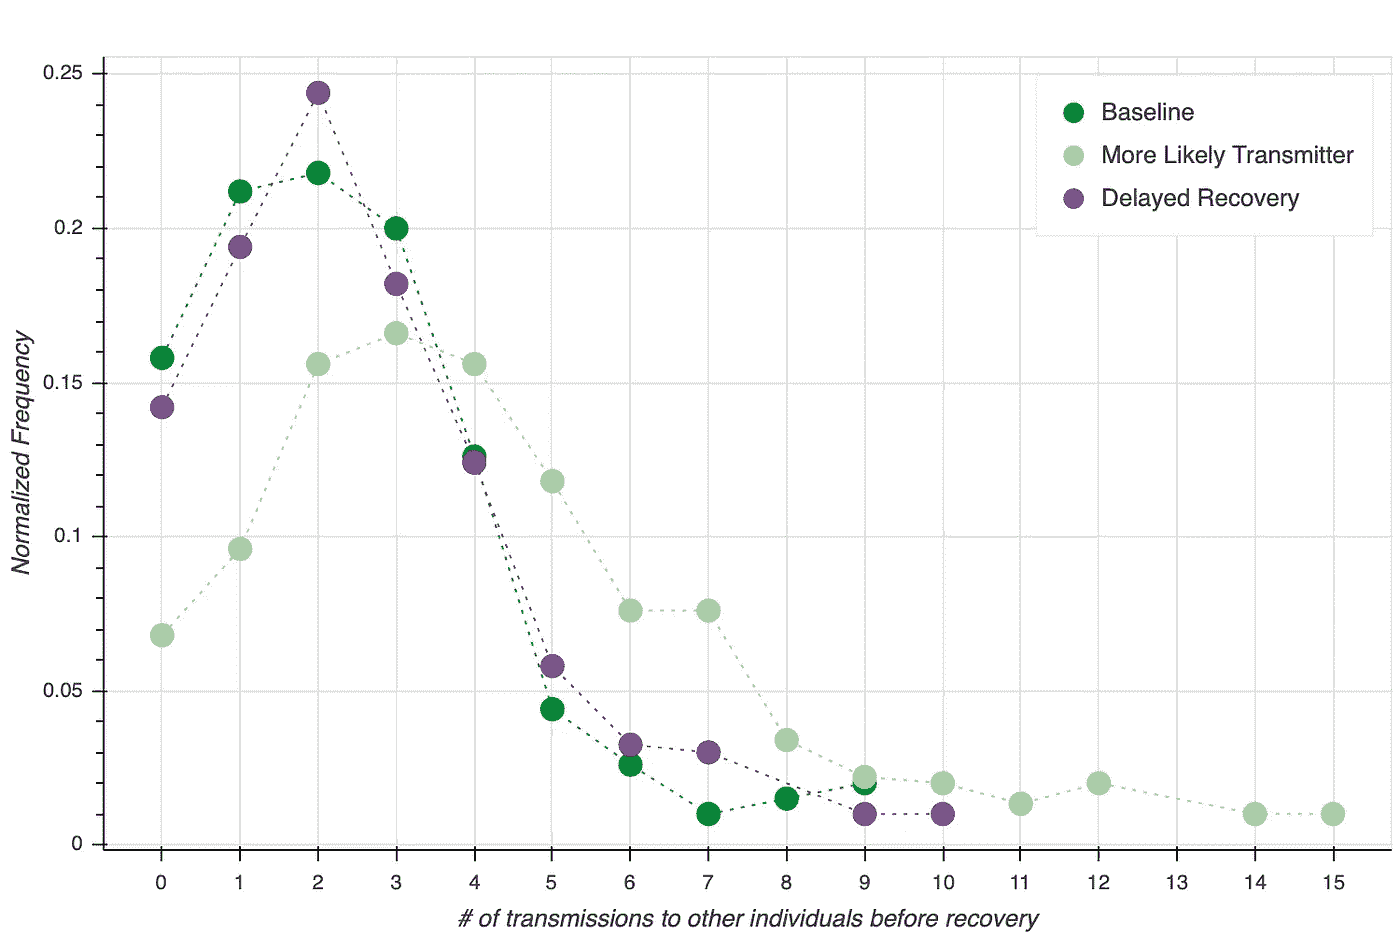 0.25
0.2
0.15
0.1
0.05
0
Normalized Frequency
Baseline
More Likely Transmitter
Delayed Recovery
0 1 2 3 4 5 6 7 8 9 10 11 12 13 14 15
# of transmissions to other individuals before recovery